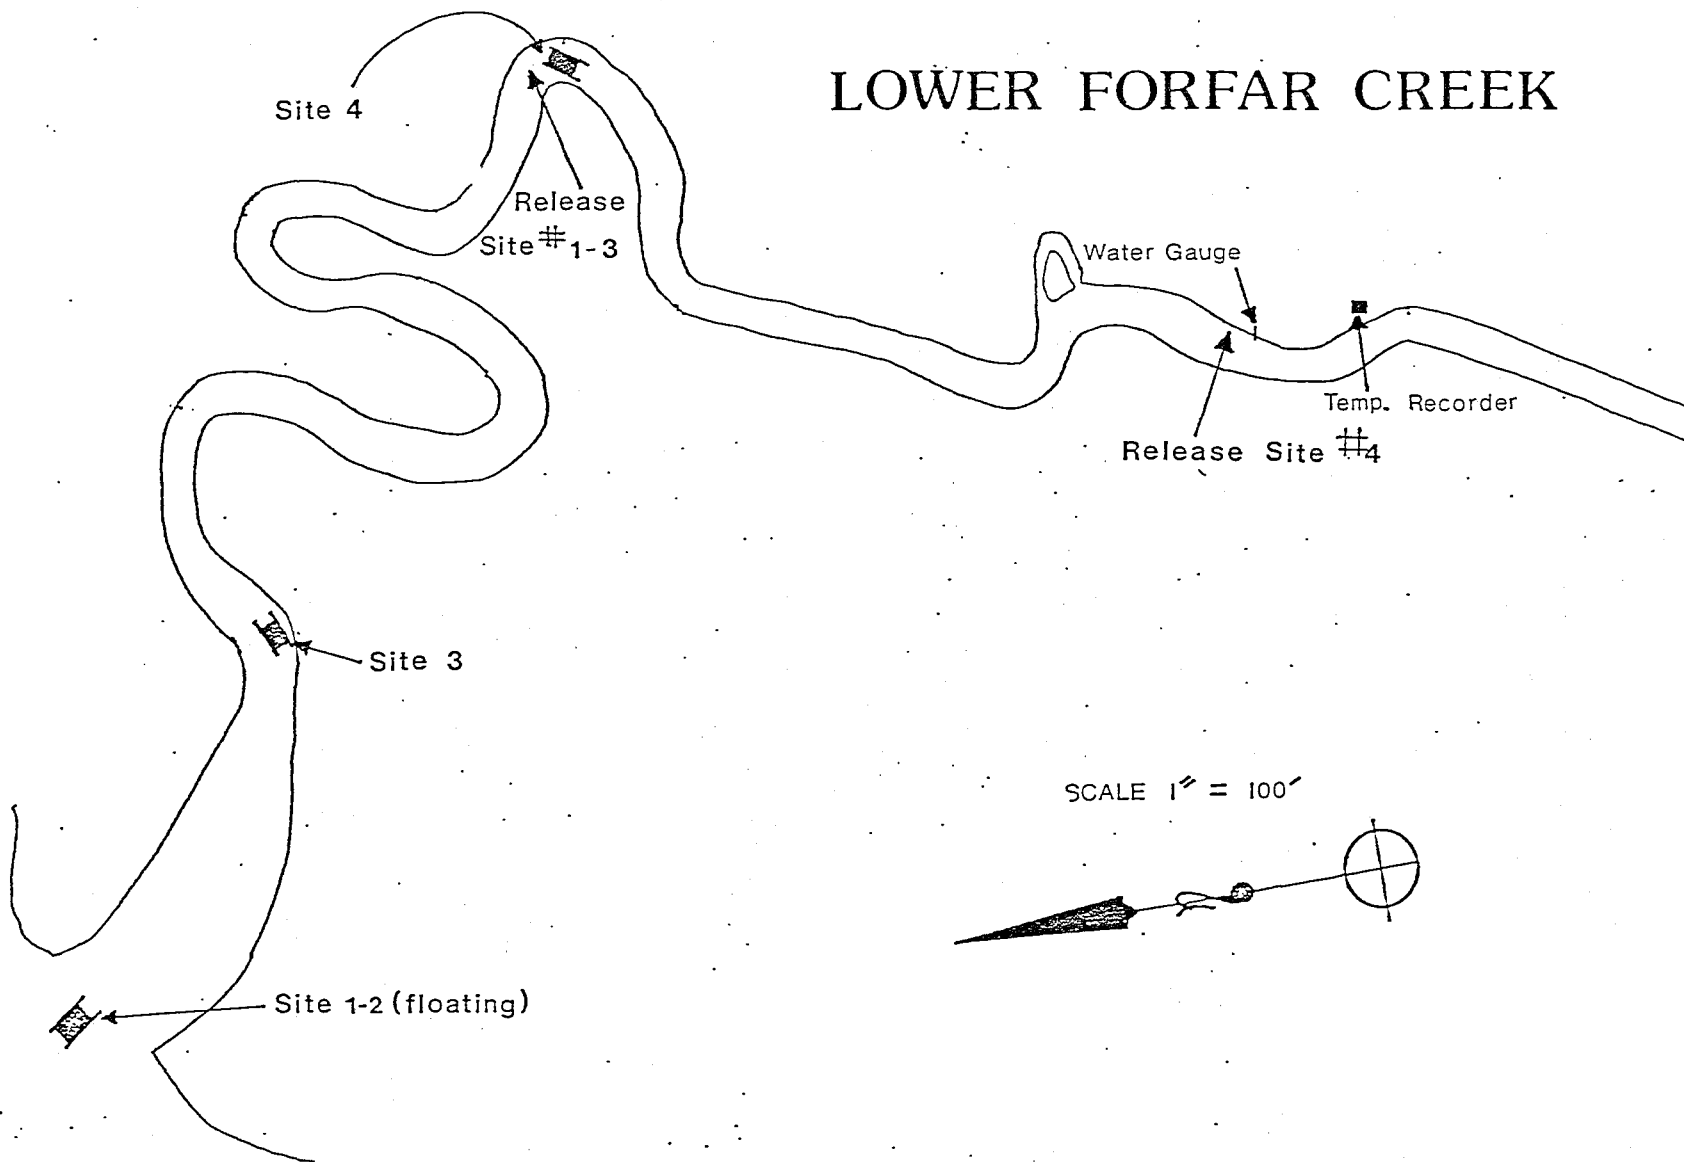 LOWER FORFAR CREEK
Site 4
Release
Site #1-3
Water Gauge
Temp. Recorder
Release Site #4
Site 3
SCALE 1" = 100'
Site 1-2 (floating)